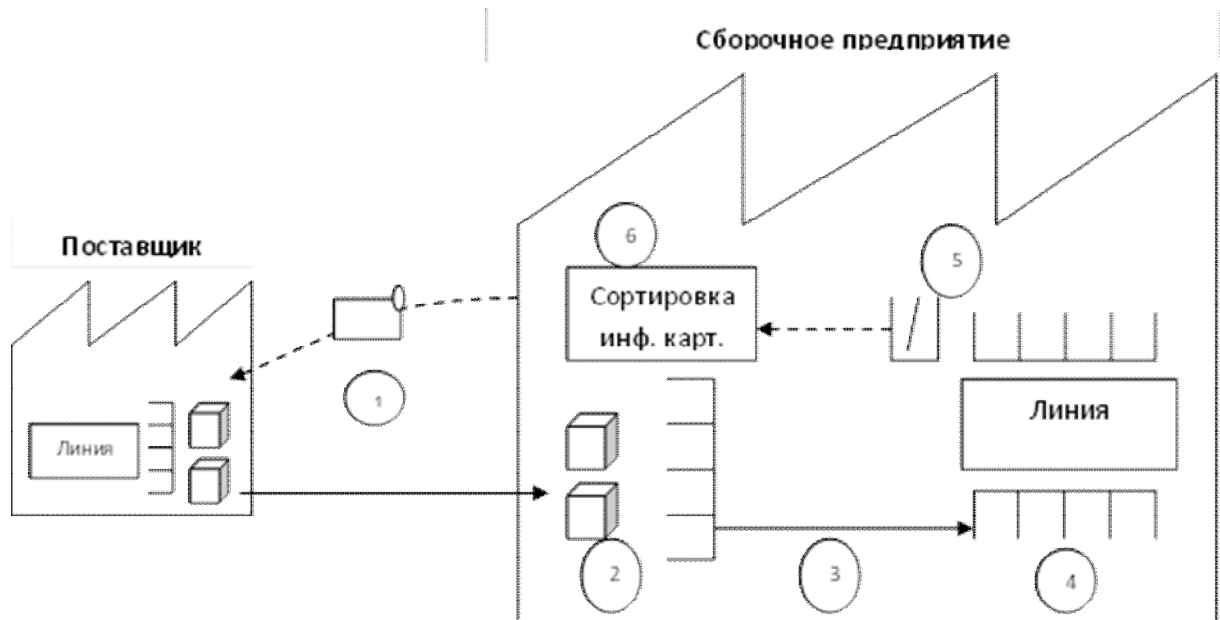 Сборочное предприятие
Поставщик
6
5
Сортировка
инф. карт.
1
Линия
Линия
2
3
4